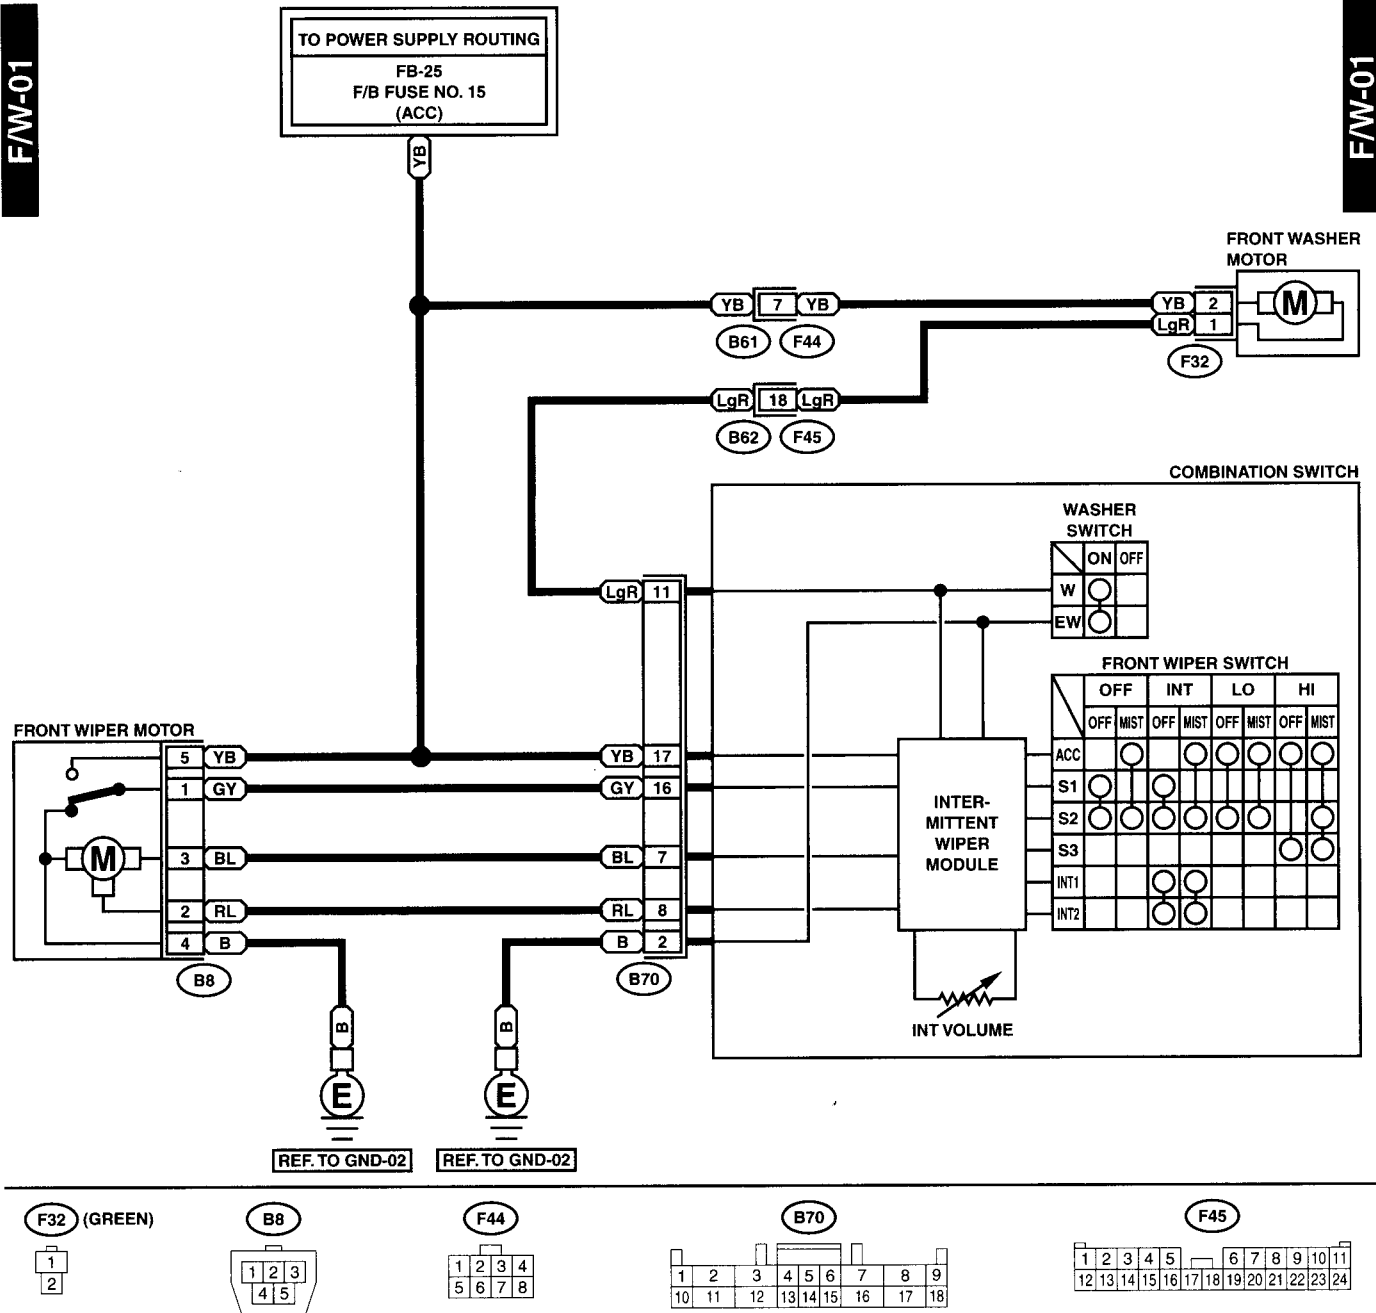 F/W-01
F/W-01
TO POWER SUPPLY ROUTING
FB-25
F/B FUSE NO. 15
(ACC)
YB
FRONT WASHER
MOTOR
YB 7 YB
YB 2
M
LgR 1
B61 F44
F32
LgR 18 LgR
B62 F45
COMBINATION SWITCH
WASHER
SWITCH
ON OFF
W
EW
LgR 11
FRONT WIPER SWITCH
OFF INT LO HI
OFF MIST OFF MIST OFF MIST OFF MIST
ACC
S1
S2
S3
INT1
INT2
FRONT WIPER MOTOR
5 YB
YB 17
1 GY
GY 16
INTER-
MITTENT
WIPER
MODULE
M
3 BL
BL 7
2 RL
RL 8
4 B
B 2
B8
B70
INT VOLUME
B
B
E
E
REF. TO GND-02
REF. TO GND-02
F32 (GREEN)
1
2
B8
1 2 3
4 5
F44
1 2 3 4
5 6 7 8
B70
1 2 3 4 5 6 7 8 9
10 11 12 13 14 15 16 17 18
F45
1 2 3 4 5 6 7 8 9 10 11
12 13 14 15 16 17 18 19 20 21 22 23 24